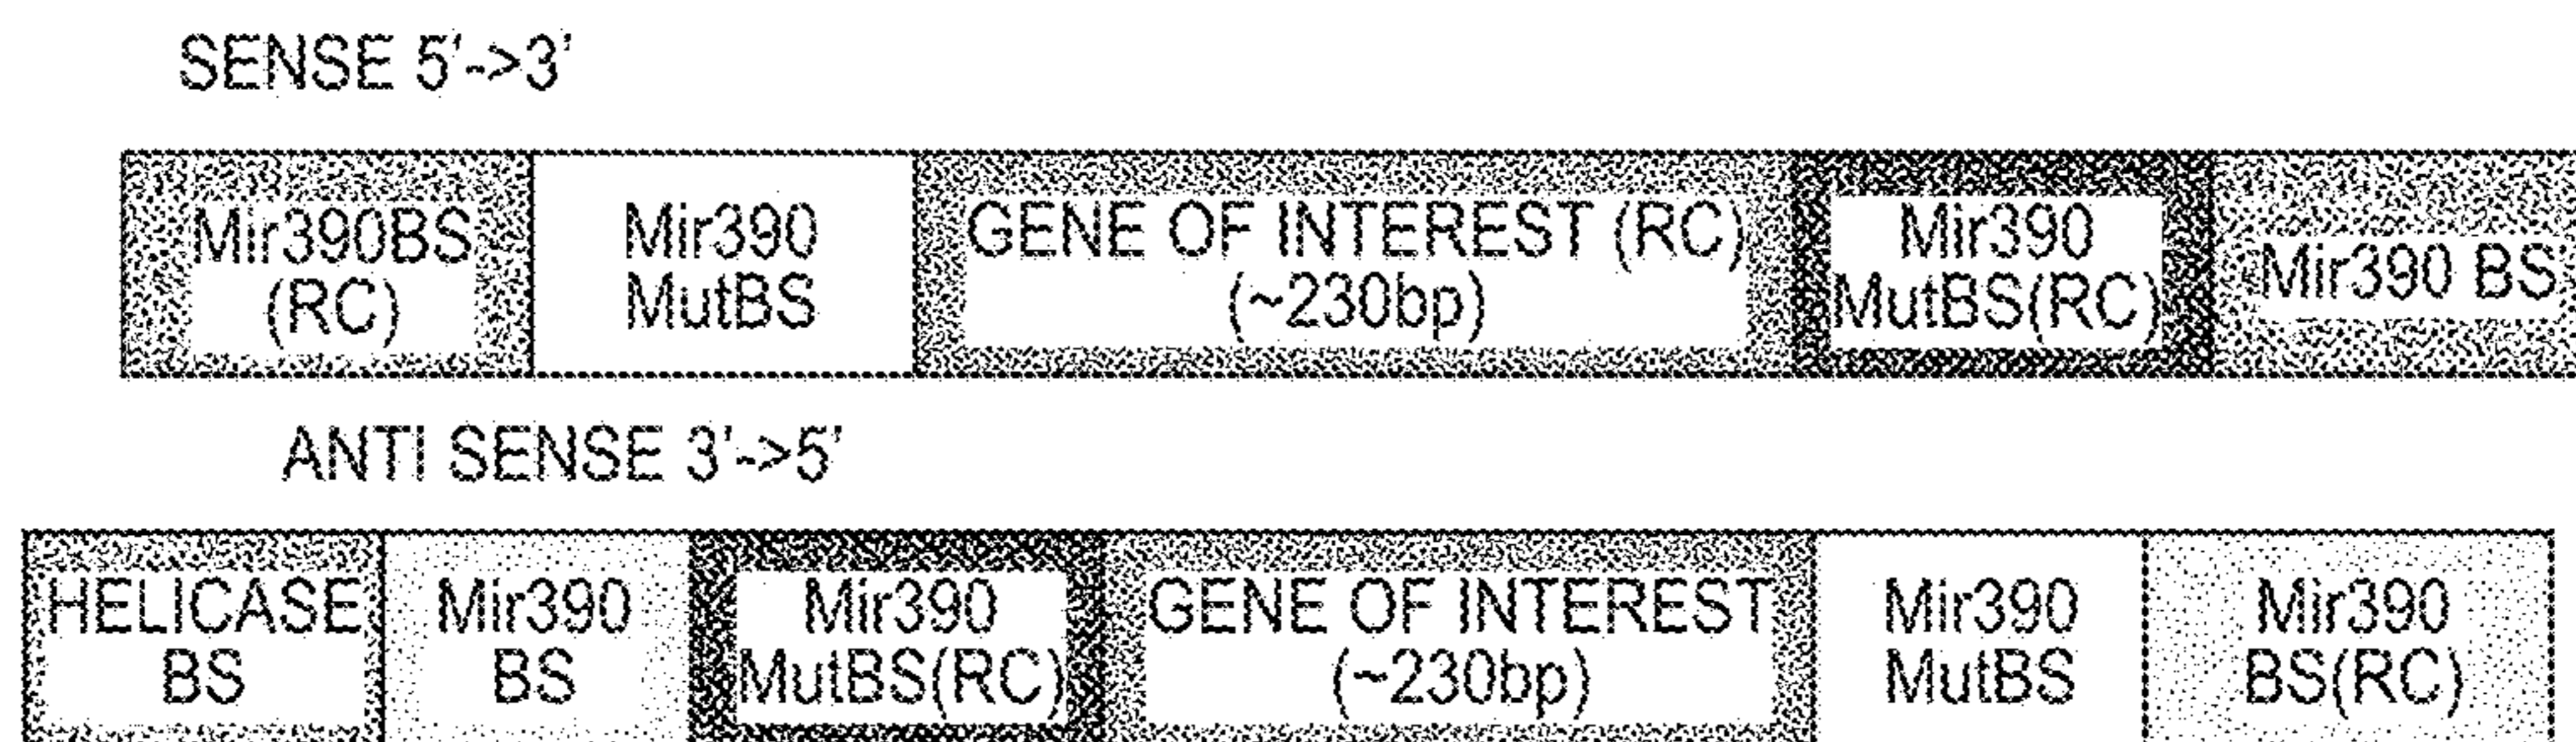 SENSE 5'->3'
Mir390BS
(RC)
Mir390
MutBS
GENE OF INTEREST (RC)
(~230bp)
Mir390
MutBS(RC)
Mir390 BS
ANTI SENSE 3'->5'
HELICASE
BS
Mir390
BS
Mir390
MutBS(RC)
GENE OF INTEREST
(~230bp)
Mir390
MutBS
Mir390
BS(RC)